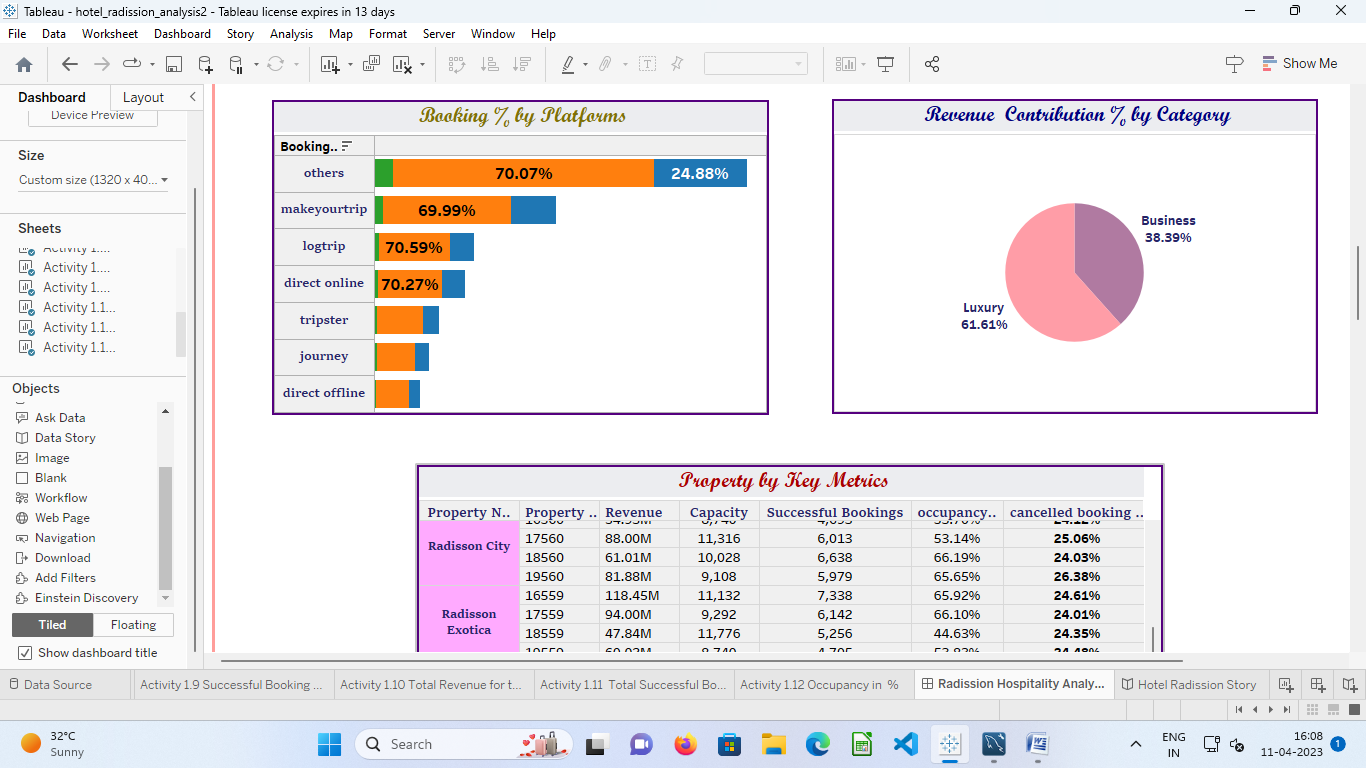 Tableau - hotel_radission_analysis2 - Tableau license expires in 13 days
File Data Worksheet Dashboard Story Analysis Map Format Server Window Help
Show Me
Dashboard Layout
Device Preview
Size
Custom size (1320 x 40...
Sheets
Activity 1....
Activity 1....
Activity 1....
Activity 1.1...
Activity 1.1...
Activity 1.1...
Objects
Ask Data
Data Story
Image
Blank
Workflow
Web Page
Navigation
Download
Add Filters
Einstein Discovery
Tiled Floating
Show dashboard title
Booking % by Platforms
Booking..
others 70.07% 24.88%
makeyourtrip 69.99%
logtrip 70.59%
direct online 70.27%
tripster
journey
direct offline
Revenue Contribution % by Category
Business
38.39%
Luxury
61.61%
Property by Key Metrics
Property N.. Property .. Revenue Capacity Successful Bookings occupancy.. cancelled booking ..
Radisson City
17560 88.00M 11,316 6,013 53.14% 25.06%
18560 61.01M 10,028 6,638 66.19% 24.03%
19560 81.88M 9,108 5,979 65.65% 26.38%
Radisson
Exotica
16559 118.45M 11,132 7,338 65.92% 24.61%
17559 94.00M 9,292 6,142 66.10% 24.01%
18559 47.84M 11,776 5,256 44.63% 24.35%
Data Source Activity 1.9 Successful Booking ... Activity 1.10 Total Revenue for t... Activity 1.11 Total Successful Bo... Activity 1.12 Occupancy in % Radission Hospitality Analy... Hotel Radission Story
32°C
Sunny
Search
ENG
IN
16:08
11-04-2023
1